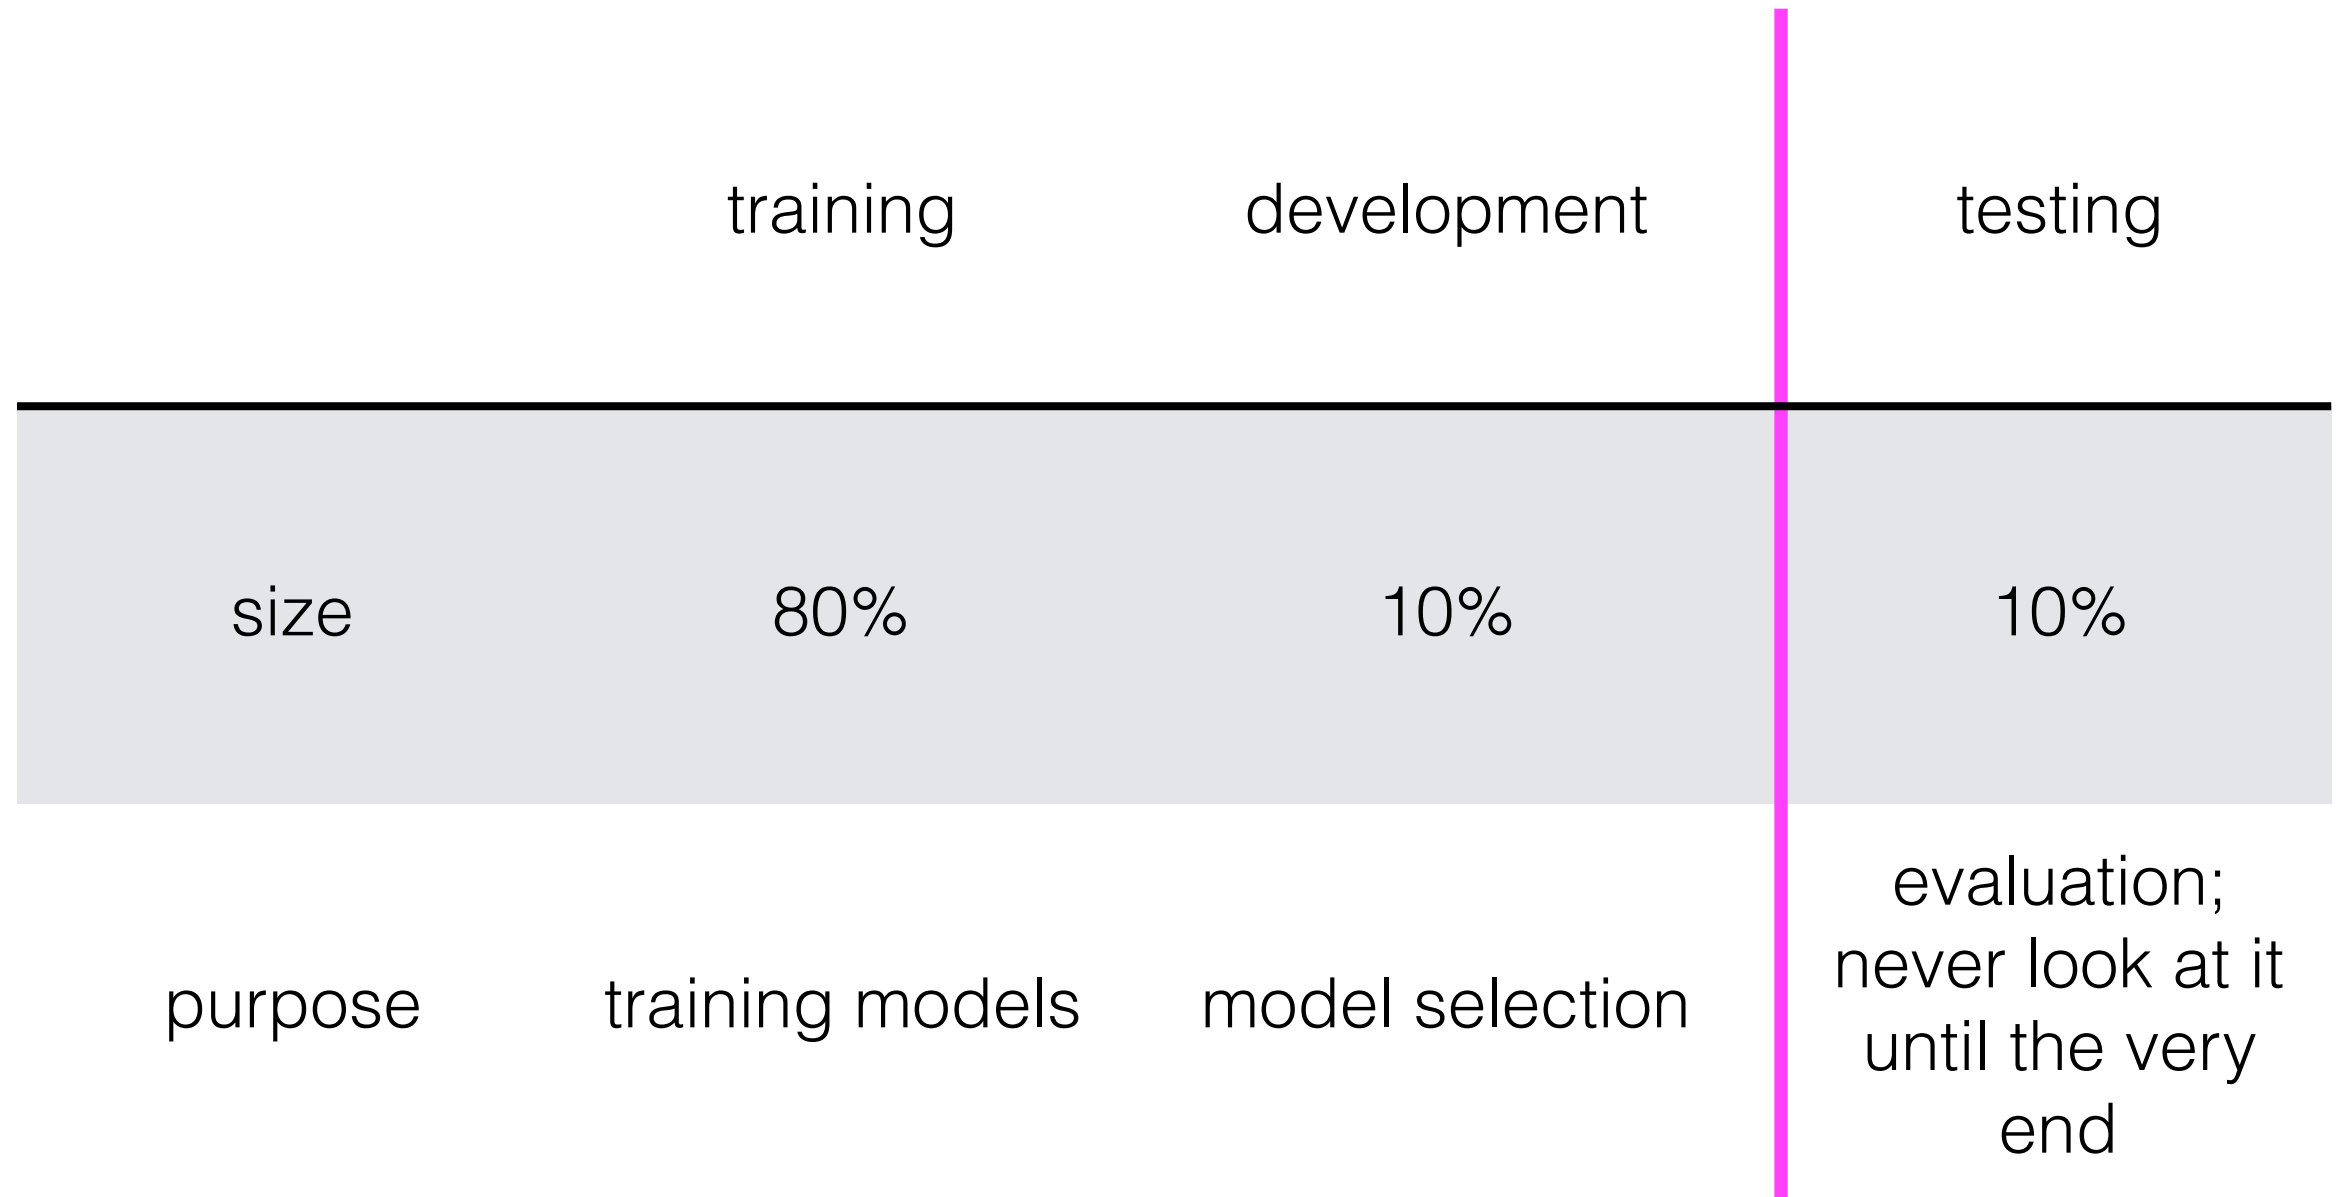 training development testing
size 80% 10% 10%
purpose training models model selection evaluation;
never look at it
until the very
end